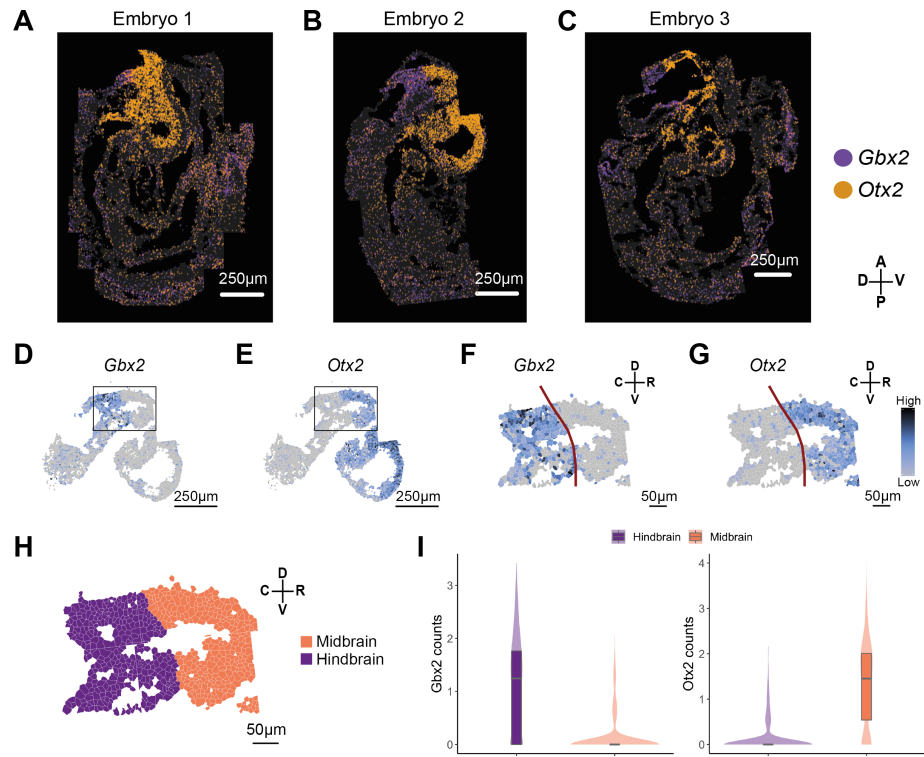 A Embryo 1 B Embryo 2 C Embryo 3
Gbx2
Otx2
250µm 250µm 250µm
A
D V
P
D Gbx2 E Otx2 F Gbx2 G Otx2
D
C R
V
D
C R
V
High
Low
250µm 250µm 50µm 50µm
H
D
C R
V
Midbrain
Hindbrain
50µm
I
Hindbrain Midbrain
Gbx2 counts
3
2
1
0
Otx2 counts
4
3
2
1
0